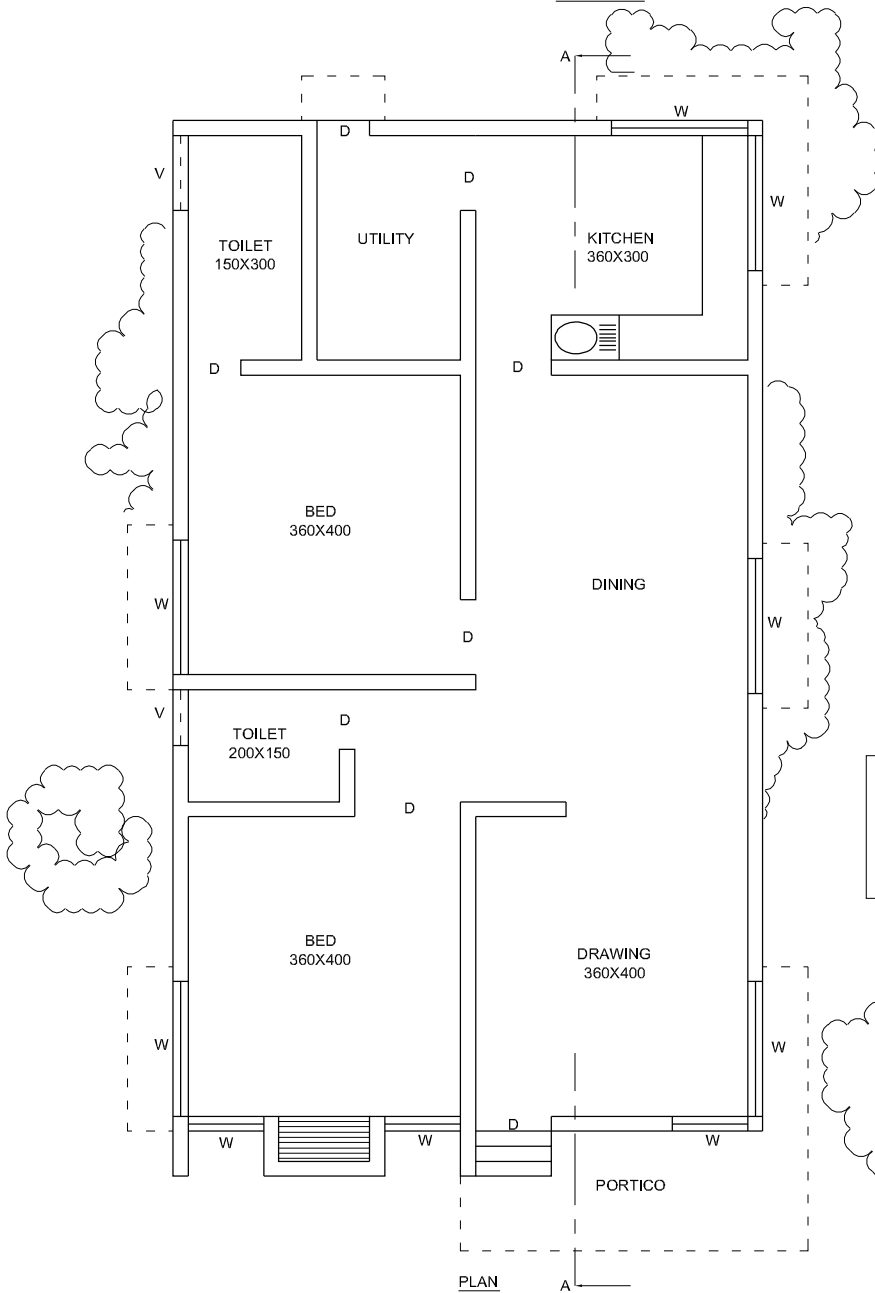 A
W
D
V
D
W
TOILET
150X300
UTILITY
KITCHEN
360X300
D
D
BED
360X400
DINING
W
W
D
V
D
TOILET
200X150
D
BED
360X400
DRAWING
360X400
W
W
D
W
W
W
PORTICO
PLAN
A